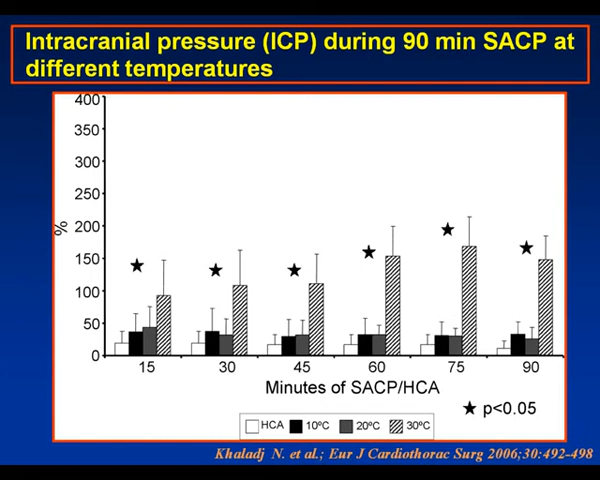 Intracranial pressure (ICP) during 90 min SACP at
different temperatures
400
350
300
250
200
150
100
50
0
%
15 30 45 60 75 90
Minutes of SACP/HCA
★ p<0.05
HCA 10ºC 20ºC 30ºC
Khaladj N. et al.; Eur J Cardiothorac Surg 2006;30:492-498